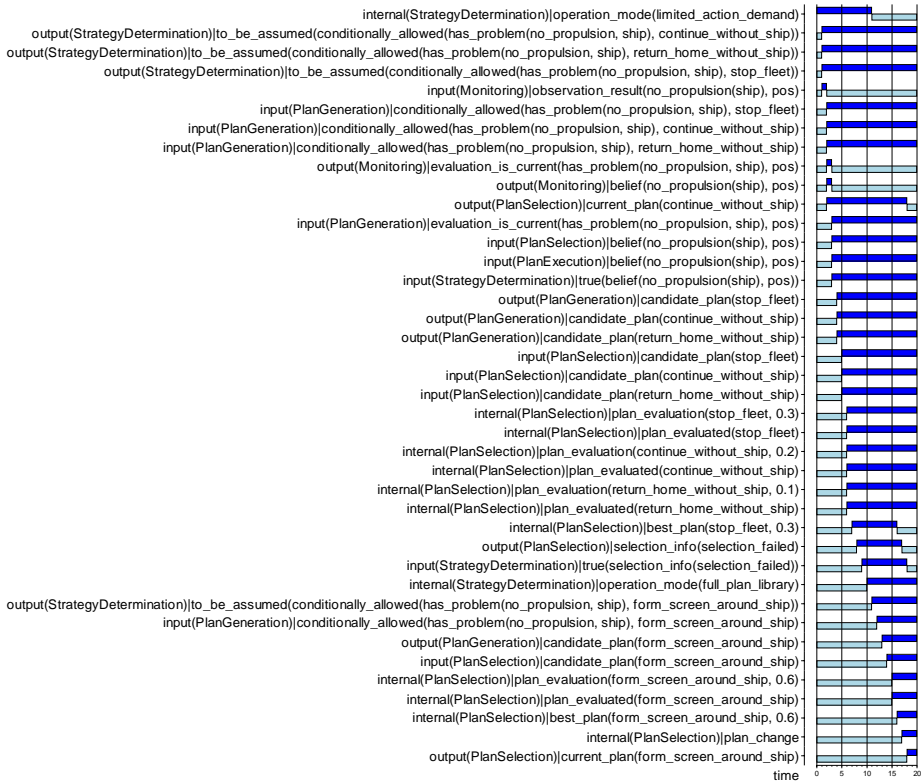 internal(StrategyDetermination)|operation_mode(limited_action_demand)
output(StrategyDetermination)|to_be_assumed(conditionally_allowed(has_problem(no_propulsion, ship), continue_without_ship))
output(StrategyDetermination)|to_be_assumed(conditionally_allowed(has_problem(no_propulsion, ship), return_home_without_ship))
output(StrategyDetermination)|to_be_assumed(conditionally_allowed(has_problem(no_propulsion, ship), stop_fleet))
input(Monitoring)|observation_result(no_propulsion(ship), pos)
input(PlanGeneration)|conditionally_allowed(has_problem(no_propulsion, ship), stop_fleet)
input(PlanGeneration)|conditionally_allowed(has_problem(no_propulsion, ship), continue_without_ship)
input(PlanGeneration)|conditionally_allowed(has_problem(no_propulsion, ship), return_home_without_ship)
output(Monitoring)|evaluation_is_current(has_problem(no_propulsion, ship), pos)
output(Monitoring)|belief(no_propulsion(ship), pos)
output(PlanSelection)|current_plan(continue_without_ship)
input(PlanGeneration)|evaluation_is_current(has_problem(no_propulsion, ship), pos)
input(PlanSelection)|belief(no_propulsion(ship), pos)
input(PlanExecution)|belief(no_propulsion(ship), pos)
input(StrategyDetermination)|true(belief(no_propulsion(ship), pos))
output(PlanGeneration)|candidate_plan(stop_fleet)
output(PlanGeneration)|candidate_plan(continue_without_ship)
output(PlanGeneration)|candidate_plan(return_home_without_ship)
input(PlanSelection)|candidate_plan(stop_fleet)
input(PlanSelection)|candidate_plan(continue_without_ship)
input(PlanSelection)|candidate_plan(return_home_without_ship)
internal(PlanSelection)|plan_evaluation(stop_fleet, 0.3)
internal(PlanSelection)|plan_evaluated(stop_fleet)
internal(PlanSelection)|plan_evaluation(continue_without_ship, 0.2)
internal(PlanSelection)|plan_evaluated(continue_without_ship)
internal(PlanSelection)|plan_evaluation(return_home_without_ship, 0.1)
internal(PlanSelection)|plan_evaluated(return_home_without_ship)
internal(PlanSelection)|best_plan(stop_fleet, 0.3)
output(PlanSelection)|selection_info(selection_failed)
input(StrategyDetermination)|true(selection_info(selection_failed))
internal(StrategyDetermination)|operation_mode(full_plan_library)
output(StrategyDetermination)|to_be_assumed(conditionally_allowed(has_problem(no_propulsion, ship), form_screen_around_ship))
input(PlanGeneration)|conditionally_allowed(has_problem(no_propulsion, ship), form_screen_around_ship)
output(PlanGeneration)|candidate_plan(form_screen_around_ship)
input(PlanSelection)|candidate_plan(form_screen_around_ship)
internal(PlanSelection)|plan_evaluation(form_screen_around_ship, 0.6)
internal(PlanSelection)|plan_evaluated(form_screen_around_ship)
internal(PlanSelection)|best_plan(form_screen_around_ship, 0.6)
internal(PlanSelection)|plan_change
output(PlanSelection)|current_plan(form_screen_around_ship)
time 0 5 10 15 20